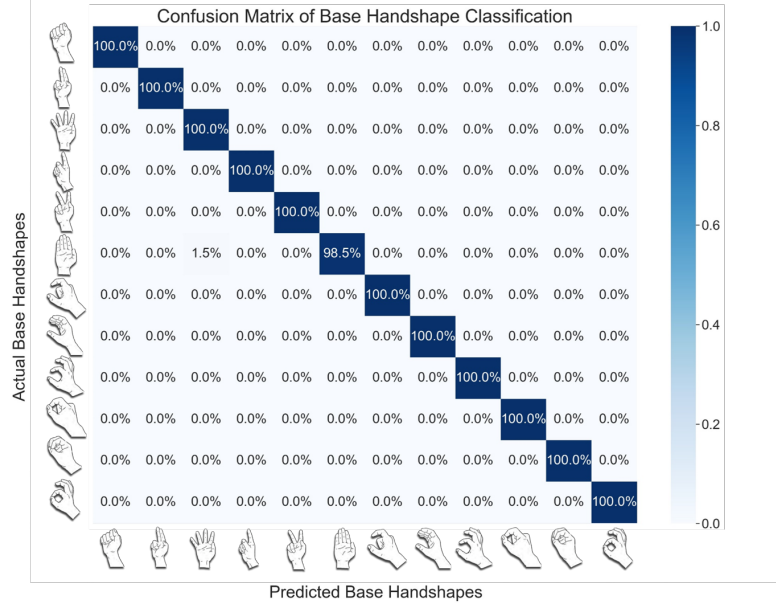 Confusion Matrix of Base Handshape Classification
100.0% 0.0% 0.0% 0.0% 0.0% 0.0% 0.0% 0.0% 0.0% 0.0% 0.0% 0.0%
0.0% 100.0% 0.0% 0.0% 0.0% 0.0% 0.0% 0.0% 0.0% 0.0% 0.0% 0.0%
0.0% 0.0% 100.0% 0.0% 0.0% 0.0% 0.0% 0.0% 0.0% 0.0% 0.0% 0.0%
0.0% 0.0% 0.0% 100.0% 0.0% 0.0% 0.0% 0.0% 0.0% 0.0% 0.0% 0.0%
0.0% 0.0% 0.0% 0.0% 100.0% 0.0% 0.0% 0.0% 0.0% 0.0% 0.0% 0.0%
0.0% 0.0% 1.5% 0.0% 0.0% 98.5% 0.0% 0.0% 0.0% 0.0% 0.0% 0.0%
0.0% 0.0% 0.0% 0.0% 0.0% 0.0% 100.0% 0.0% 0.0% 0.0% 0.0% 0.0%
0.0% 0.0% 0.0% 0.0% 0.0% 0.0% 0.0% 100.0% 0.0% 0.0% 0.0% 0.0%
0.0% 0.0% 0.0% 0.0% 0.0% 0.0% 0.0% 0.0% 100.0% 0.0% 0.0% 0.0%
0.0% 0.0% 0.0% 0.0% 0.0% 0.0% 0.0% 0.0% 0.0% 100.0% 0.0% 0.0%
0.0% 0.0% 0.0% 0.0% 0.0% 0.0% 0.0% 0.0% 0.0% 0.0% 100.0% 0.0%
0.0% 0.0% 0.0% 0.0% 0.0% 0.0% 0.0% 0.0% 0.0% 0.0% 0.0% 100.0%
Actual Base Handshapes
Predicted Base Handshapes
1.0
0.8
0.6
0.4
0.2
0.0